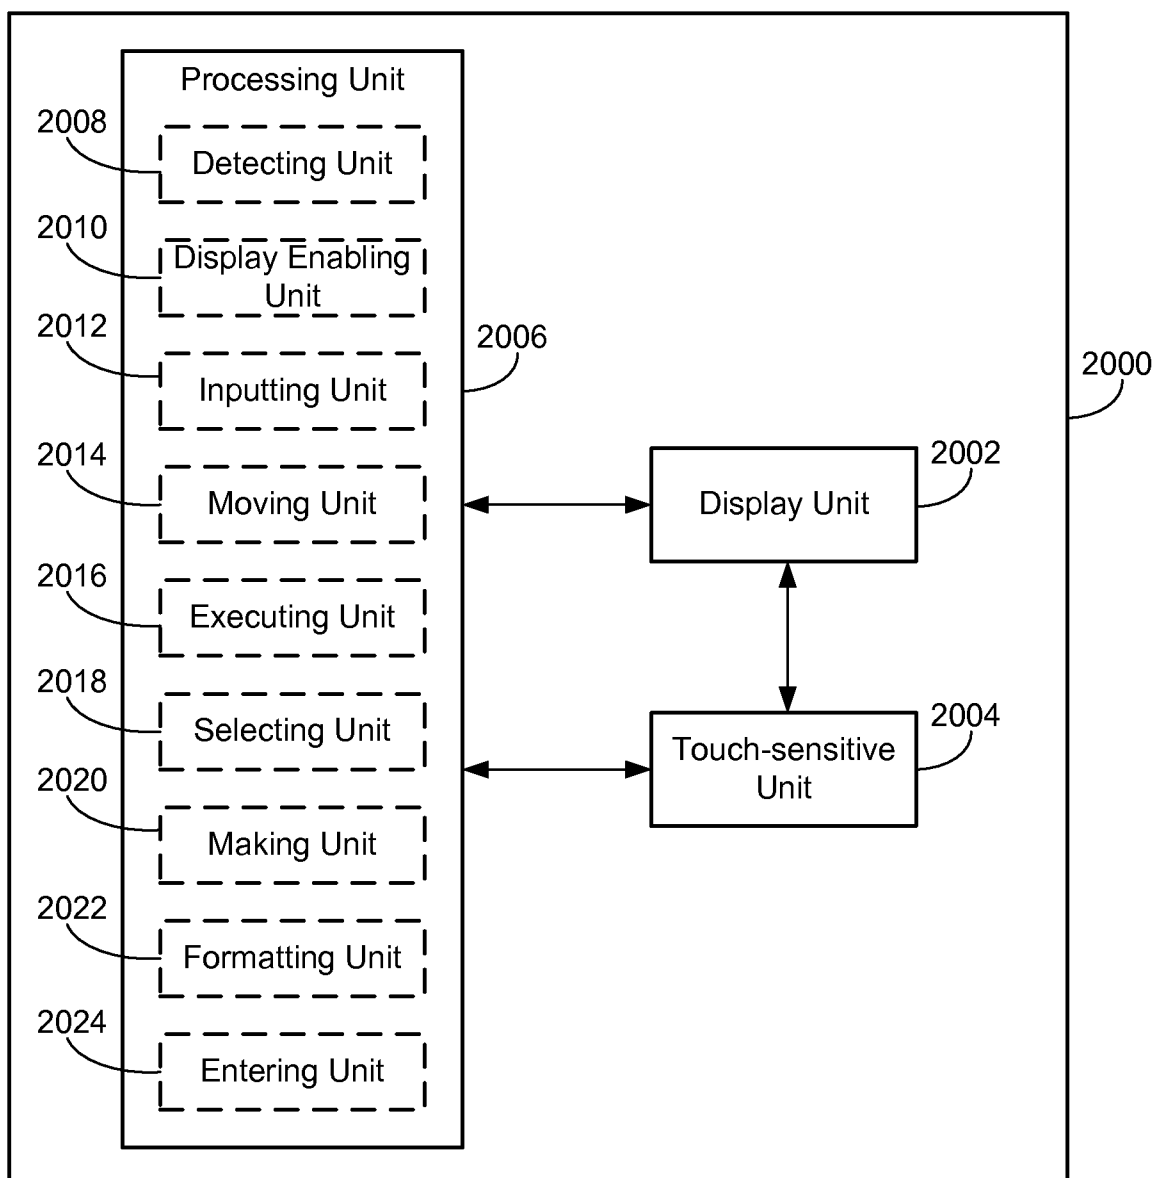 Processing Unit
2008
Detecting Unit
2010
Display Enabling
Unit
2012
Inputting Unit
2006
2000
2014
Moving Unit
2002
Display Unit
2016
Executing Unit
2018
Selecting Unit
2004
Touch-sensitive
Unit
2020
Making Unit
2022
Formatting Unit
2024
Entering Unit